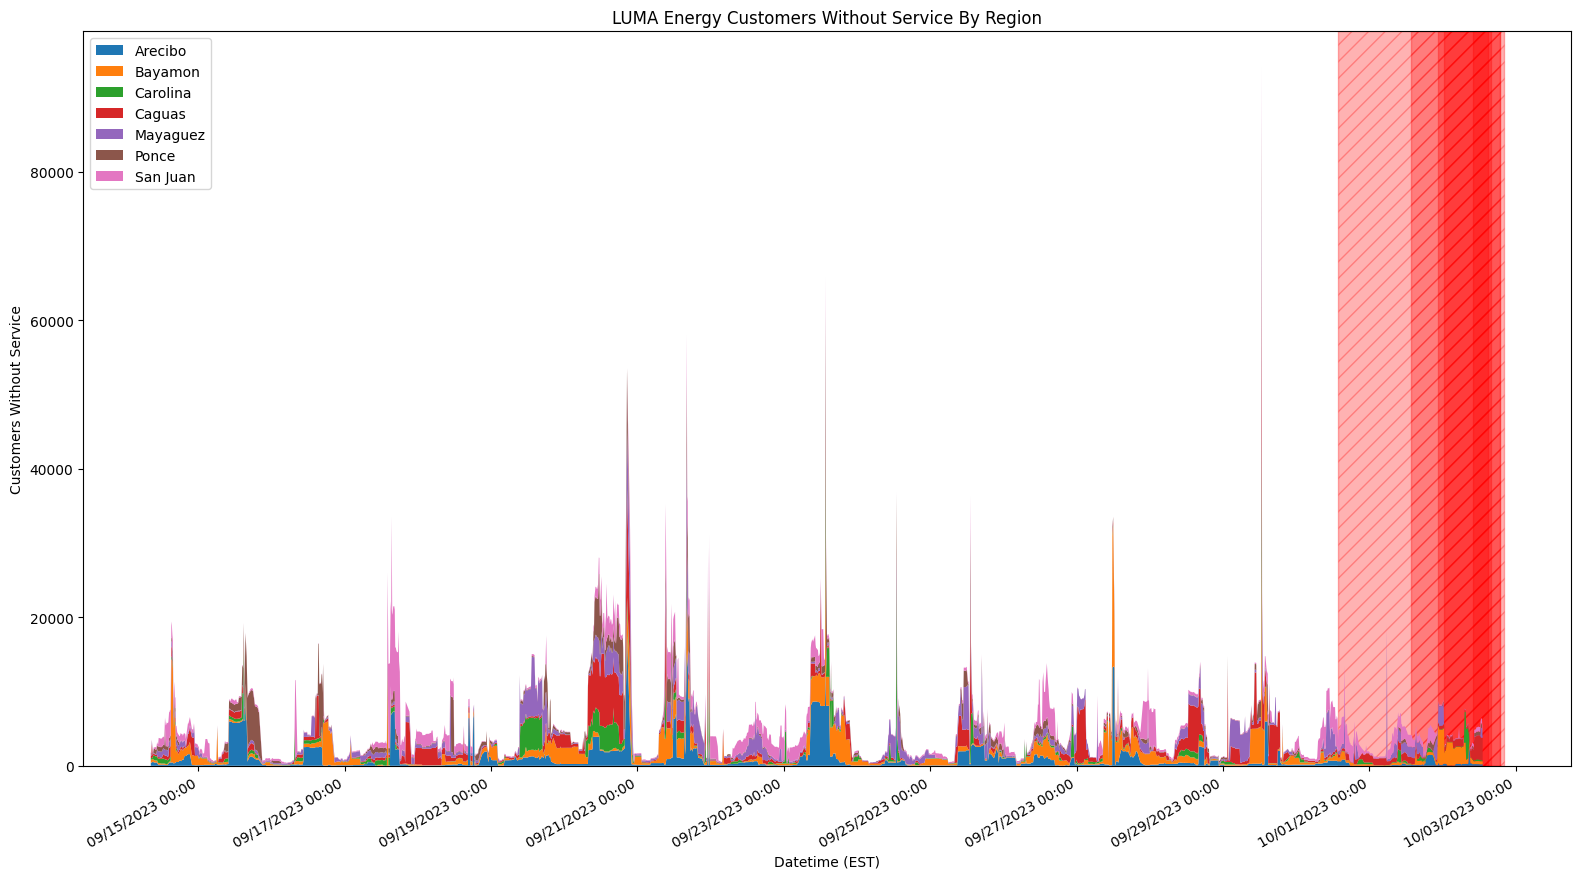 LUMA Energy Customers Without Service By Region
Arecibo
Bayamon
Carolina
Caguas
Mayaguez
Ponce
San Juan
Customers Without Service
80000
60000
40000
20000
0
09/15/2023 00:00
09/17/2023 00:00
09/19/2023 00:00
09/21/2023 00:00
09/23/2023 00:00
09/25/2023 00:00
09/27/2023 00:00
09/29/2023 00:00
10/01/2023 00:00
10/03/2023 00:00
Datetime (EST)